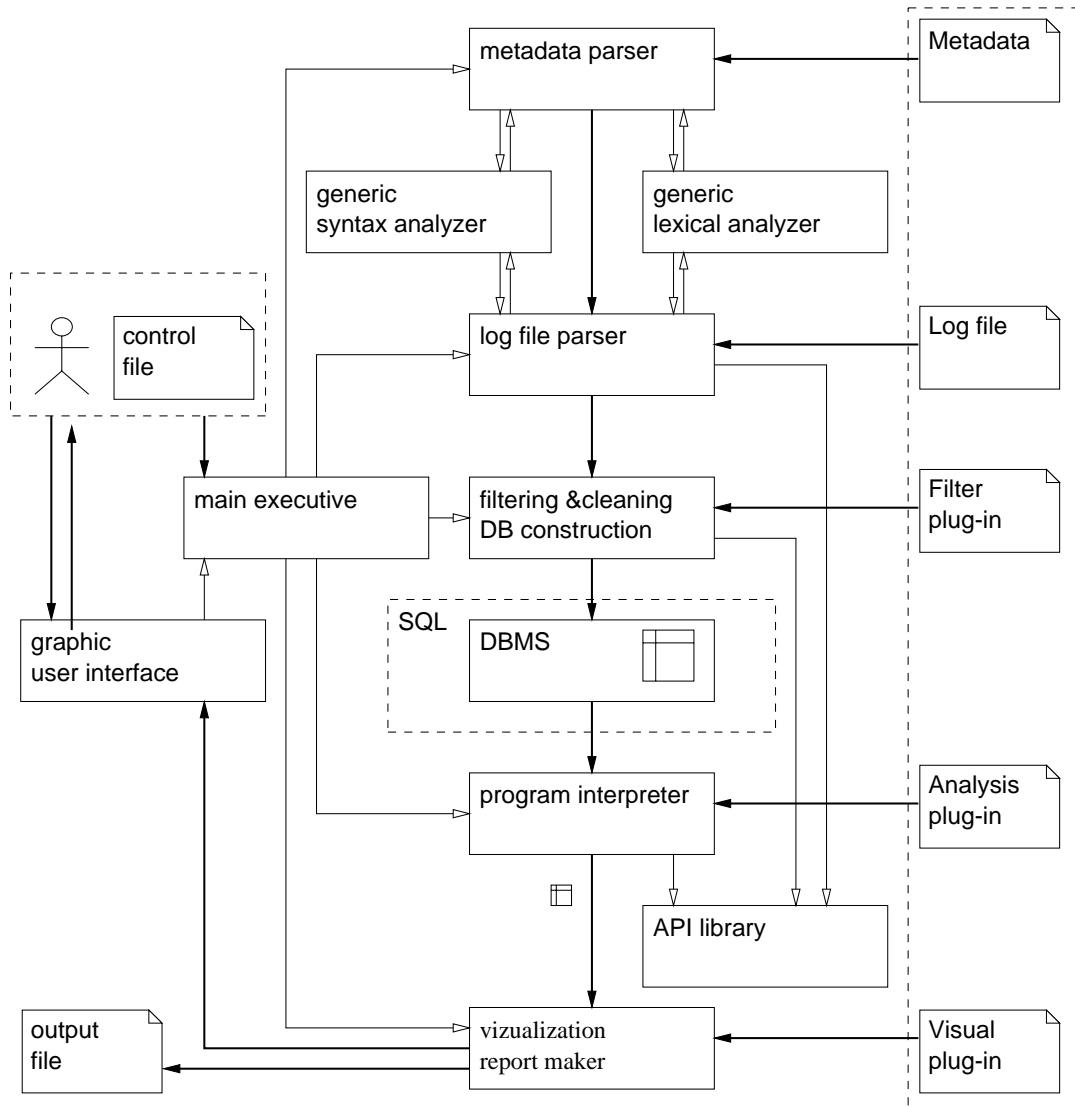 metadata parser
Metadata
generic
syntax analyzer
generic
lexical analyzer
control
file
log file parser
Log file
main executive
filtering &cleaning
DB construction
Filter
plug-in
SQL
DBMS
graphic
user interface
program interpreter
Analysis
plug-in
API library
output
file
vizualization
report maker
Visual
plug-in